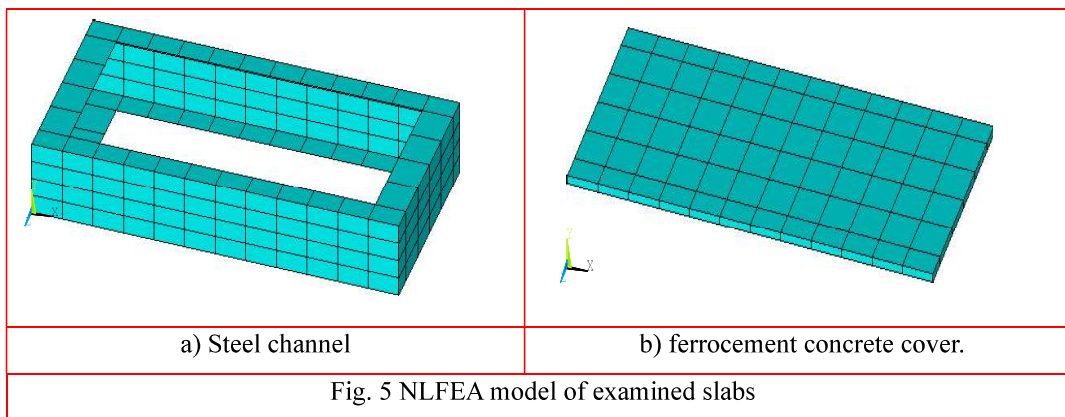 Y
X
Z
a) Steel channel
b) ferrocement concrete cover.
Fig. 5 NLFEA model of examined slabs